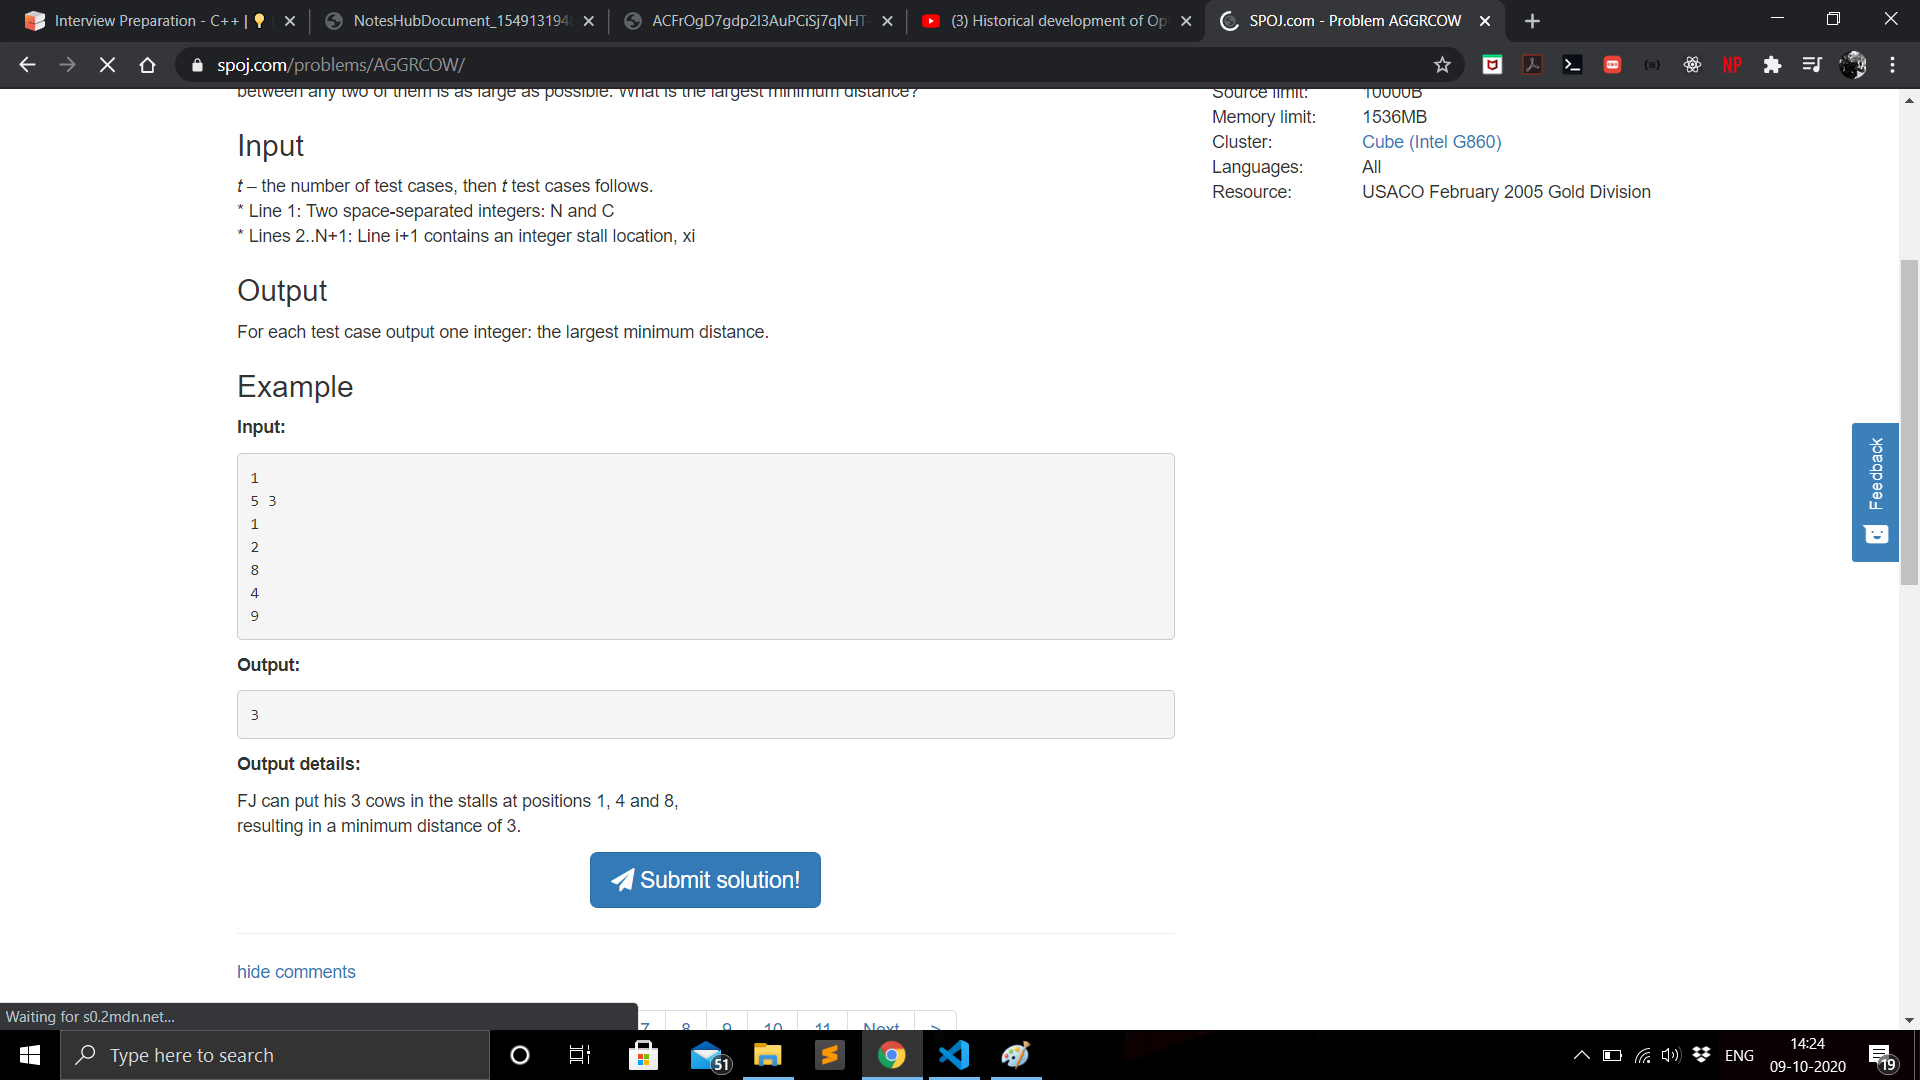 Interview Preparation - C++ |
NotesHubDocument_154913194
ACFrOgD7gdp2I3AuPCiSj7qNHT-
(3) Historical development of Op
SPOJ.com - Problem AGGRCOW
spoj.com/problems/AGGRCOW/
NP
between any two of them is as large as possible. What is the largest minimum distance?
Source limit: 10000B
Memory limit: 1536MB
Cluster: Cube (Intel G860)
Languages: All
Resource: USACO February 2005 Gold Division
Input
t – the number of test cases, then t test cases follows.
* Line 1: Two space-separated integers: N and C
* Lines 2..N+1: Line i+1 contains an integer stall location, xi
Output
For each test case output one integer: the largest minimum distance.
Example
Input:
1
5 3
1
2
8
4
9
Output:
3
Output details:
FJ can put his 3 cows in the stalls at positions 1, 4 and 8,
resulting in a minimum distance of 3.
Submit solution!
hide comments
Feedback
7 8 9 10 11 Next >
Waiting for s0.2mdn.net...
Type here to search
51
ENG
14:24
09-10-2020
19